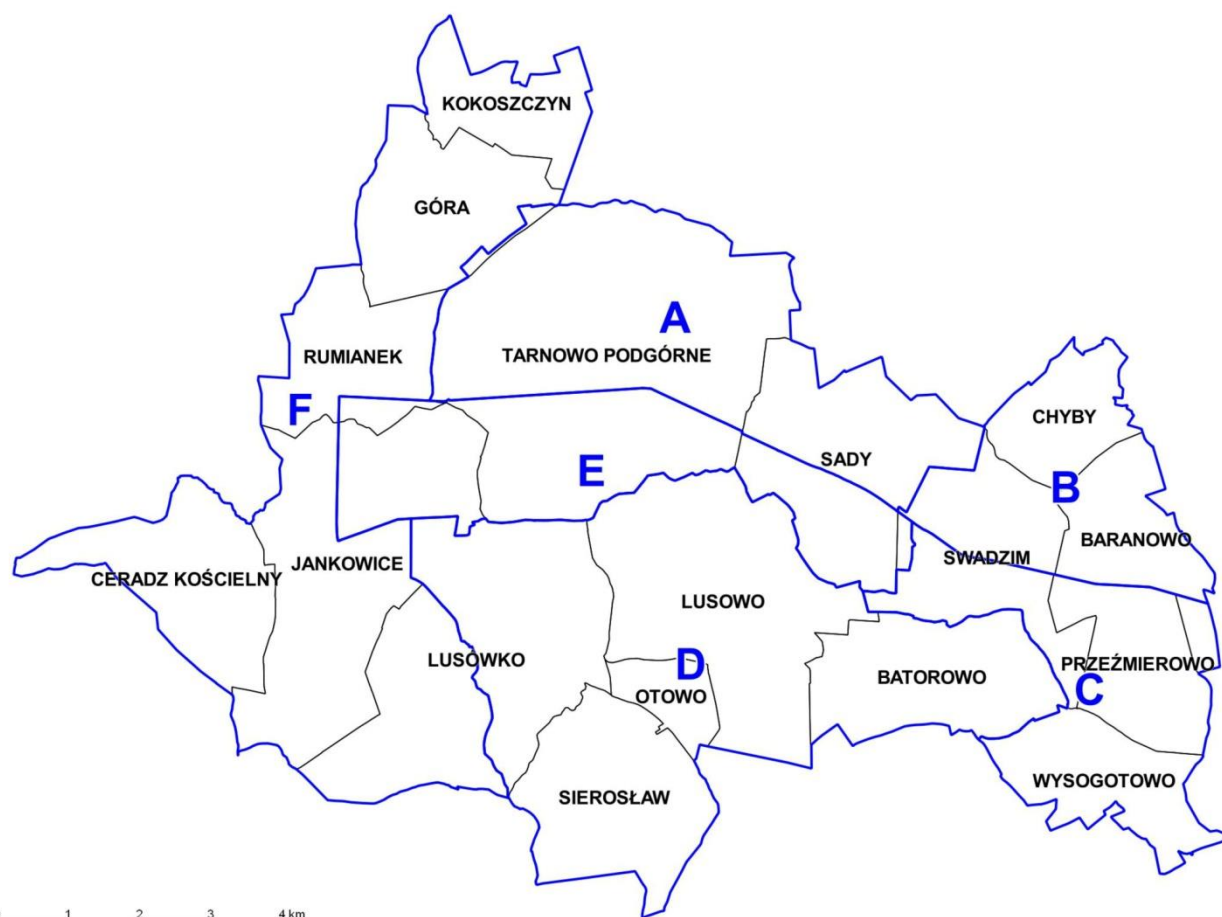 KOKOSZCZYN
GÓRA
A
RUMIANEK
TARNOWO PODGÓRNE
F
CHYBY
SADY
E
B
BARANOWO
SWADZIM
JANKOWICE
CERADZ KOŚCIELNY
LUSOWO
LUSÓWKO
D
PRZEŹMIEROWO
OTOWO
BATOROWO
C
WYSOGOTOWO
SIEROSŁAW
1 2 3 4 km